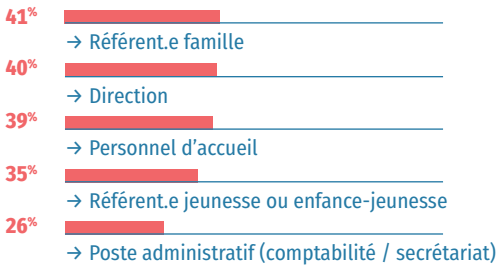 41%
→ Référent.e famille
40%
→ Direction
39%
→ Personnel d'accueil
35%
→ Référent.e jeunesse ou enfance-jeunesse
26%
→ Poste administratif (comptabilité / secrétariat)